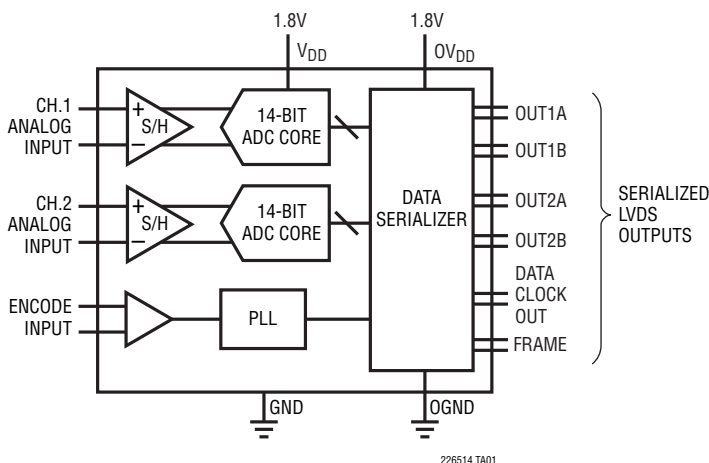 1.8V
1.8V
VDD
OVDD
CH.1
ANALOG
INPUT
+
S/H
−
14-BIT
ADC CORE
OUT1A
OUT1B
CH.2
ANALOG
INPUT
+
S/H
−
14-BIT
ADC CORE
DATA
SERIALIZER
OUT2A
OUT2B
SERIALIZED
LVDS
OUTPUTS
ENCODE
INPUT
PLL
DATA
CLOCK
OUT
FRAME
GND
OGND
226514 TA01